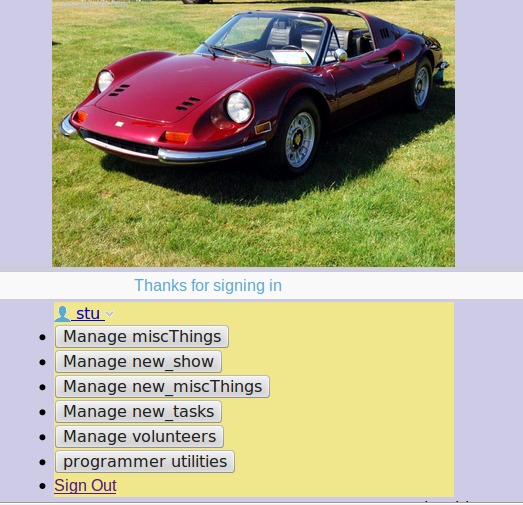 Thanks for signing in
stu
Manage miscThings
Manage new_show
Manage new_miscThings
Manage new_tasks
Manage volunteers
programmer utilities
Sign Out